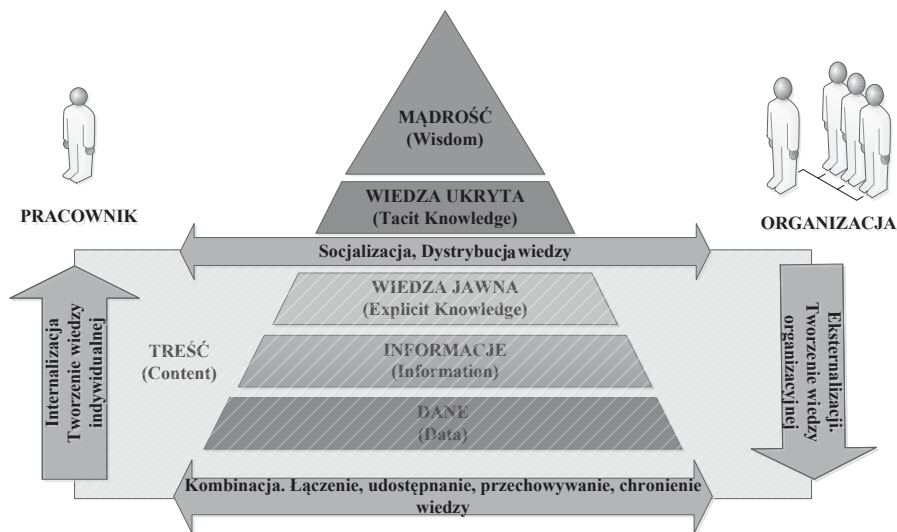 MĄDROŚĆ
(Wisdom)
WIEDZA UKRYTA
(Tacit Knowledge)
PRACOWNIK
ORGANIZACJA
Socjalizacja, Dystrybucja wiedzy
WIEDZA JAWNA
(Explicit Knowledge)
TREŚĆ
(Content)
INFORMACJE
(Information)
DANE
(Data)
Internalizacja
Tworzenie wiedzy
indywidualnej
Eksternalizacji.
Tworzenie wiedzy
organizacyjnej
Kombinacja. Łączenie, udostępnanie, przechowywanie, chronienie
wiedzy